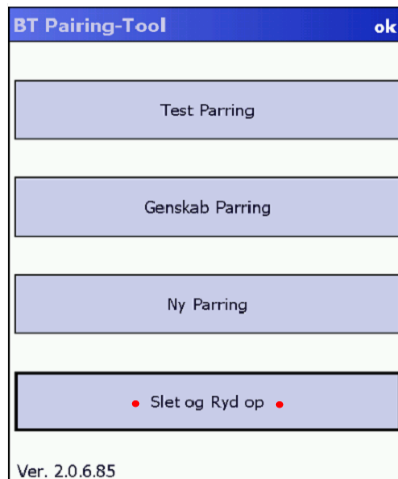 BT Pairing-Tool ok
Test Parring
Genskab Parring
Ny Parring
Slet og Ryd op
Ver. 2.0.6.85